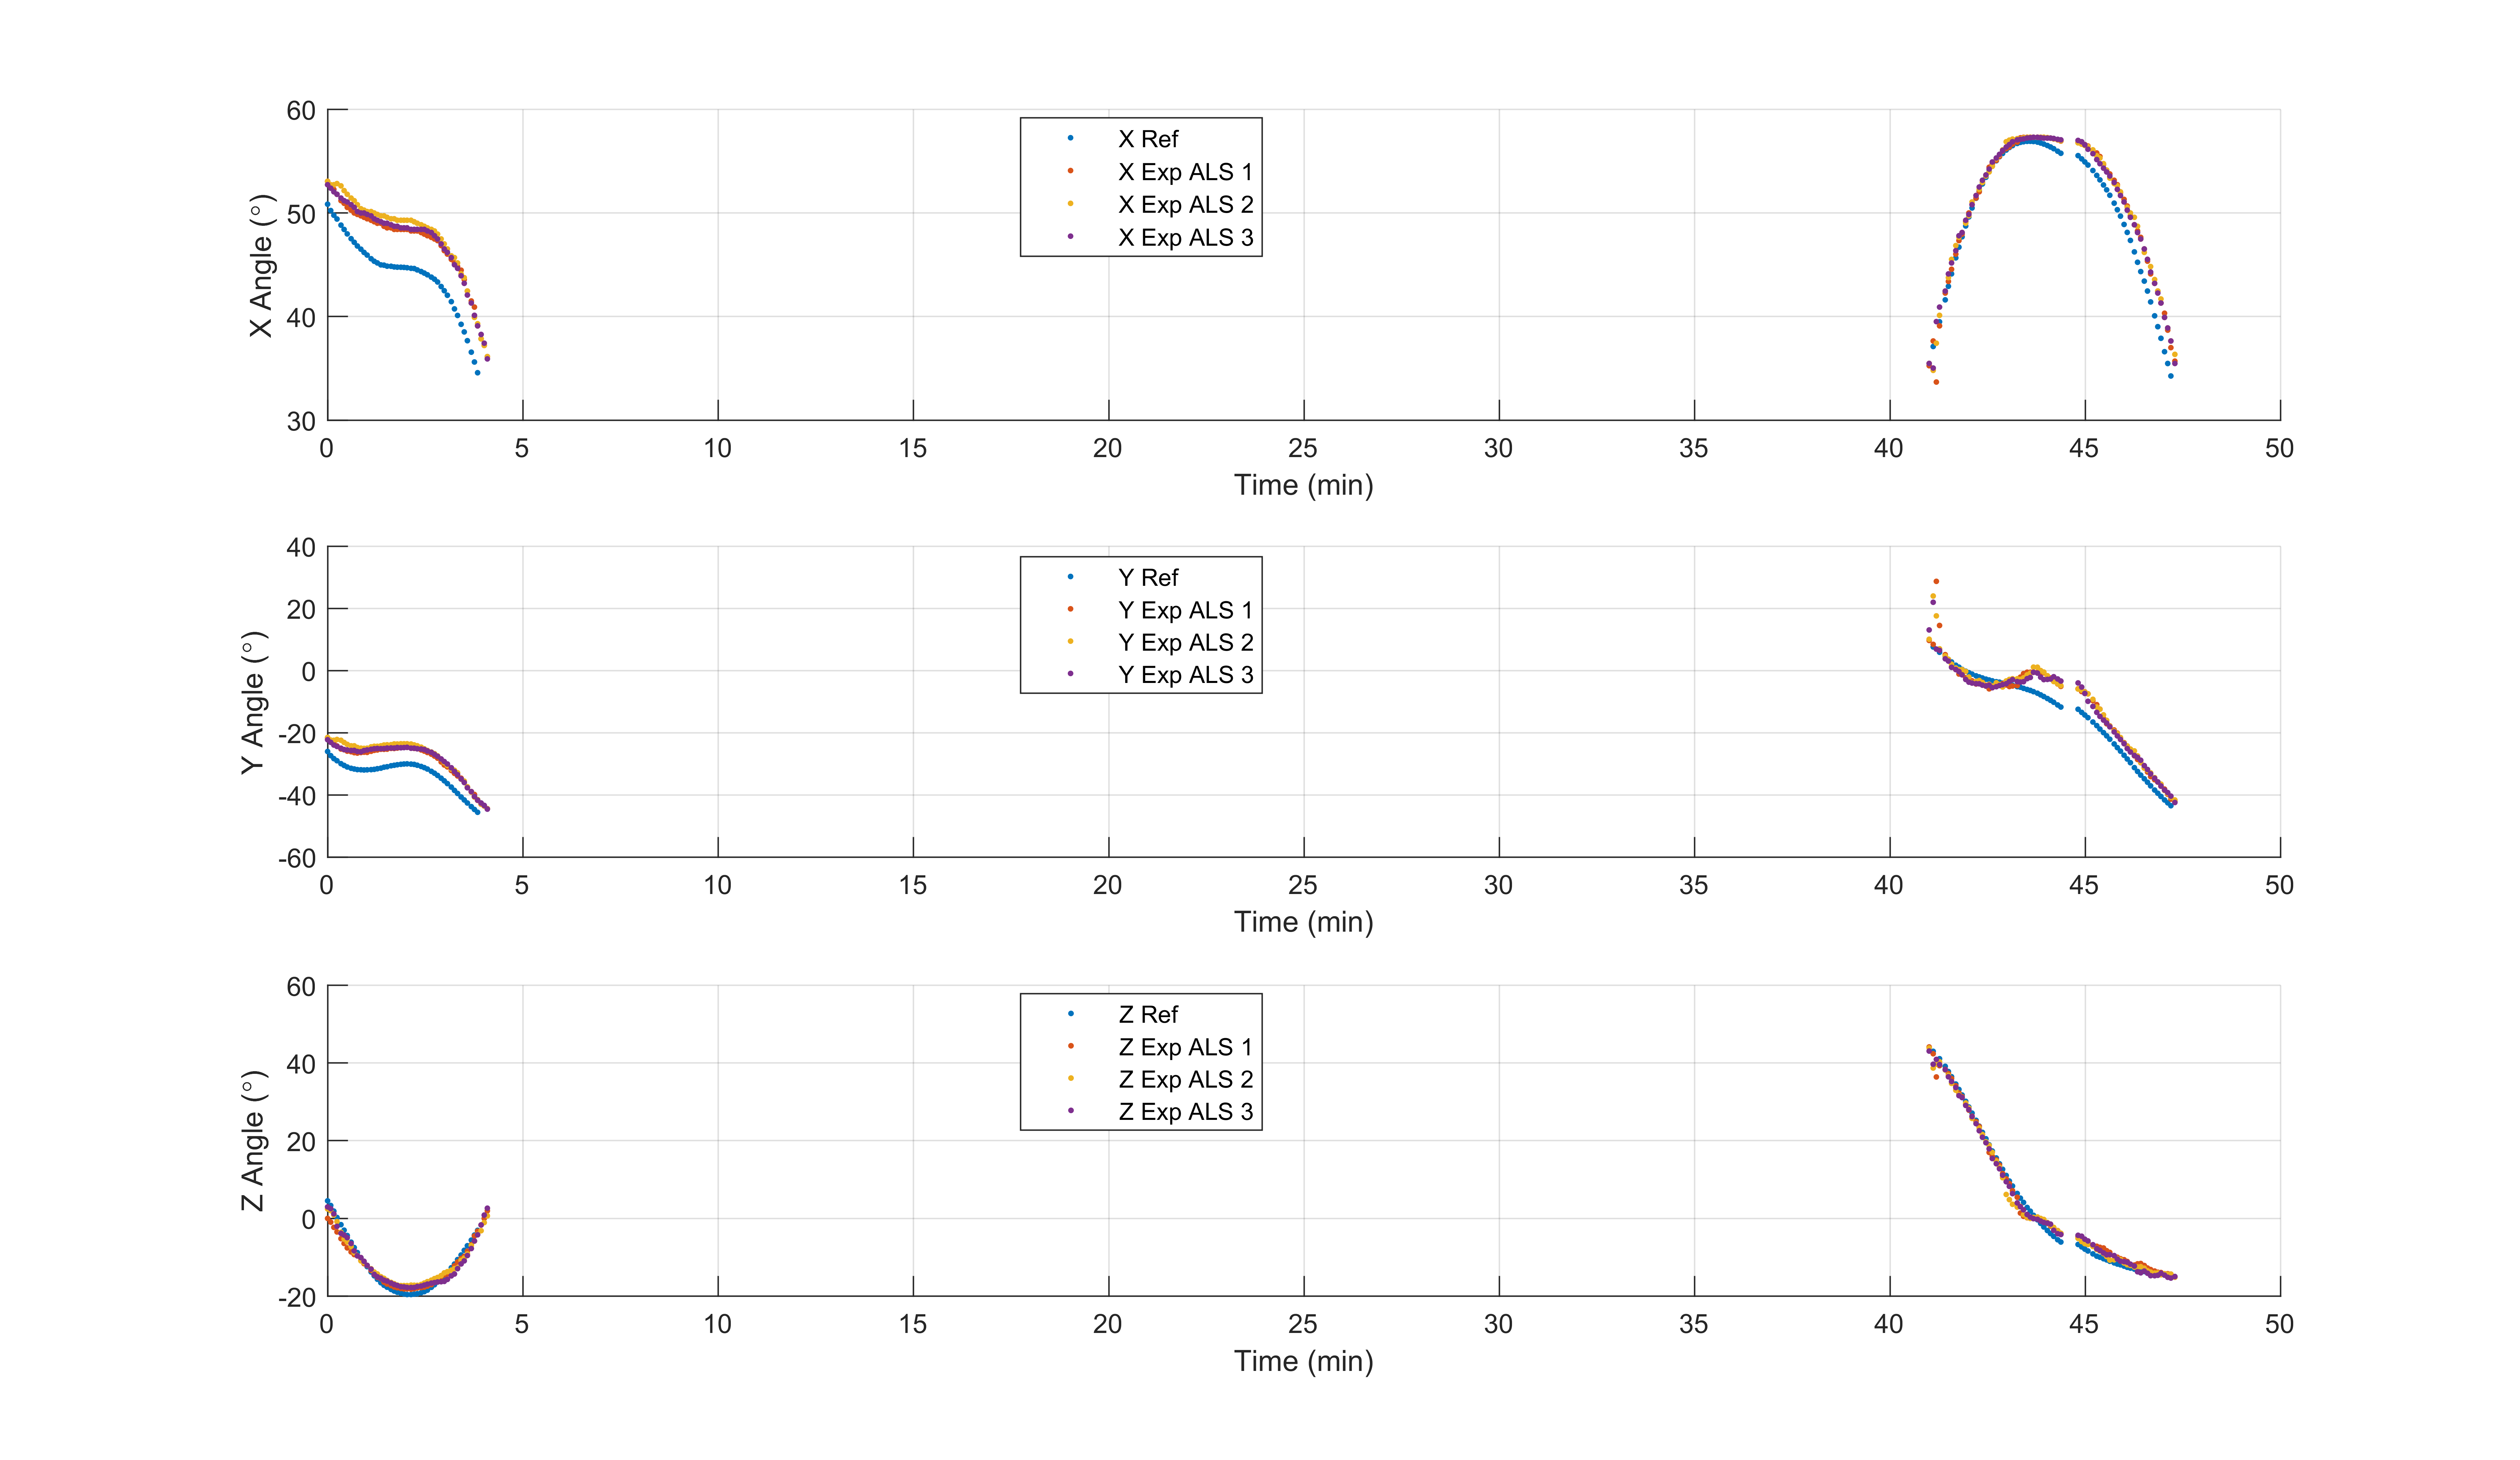 60
50
40
30
X Angle (°)
X Ref
X Exp ALS 1
X Exp ALS 2
X Exp ALS 3
0 5 10 15 20 25 30 35 40 45 50
Time (min)
40
20
0
-20
-40
-60
Y Angle (°)
Y Ref
Y Exp ALS 1
Y Exp ALS 2
Y Exp ALS 3
0 5 10 15 20 25 30 35 40 45 50
Time (min)
60
40
20
0
-20
Z Angle (°)
Z Ref
Z Exp ALS 1
Z Exp ALS 2
Z Exp ALS 3
0 5 10 15 20 25 30 35 40 45 50
Time (min)